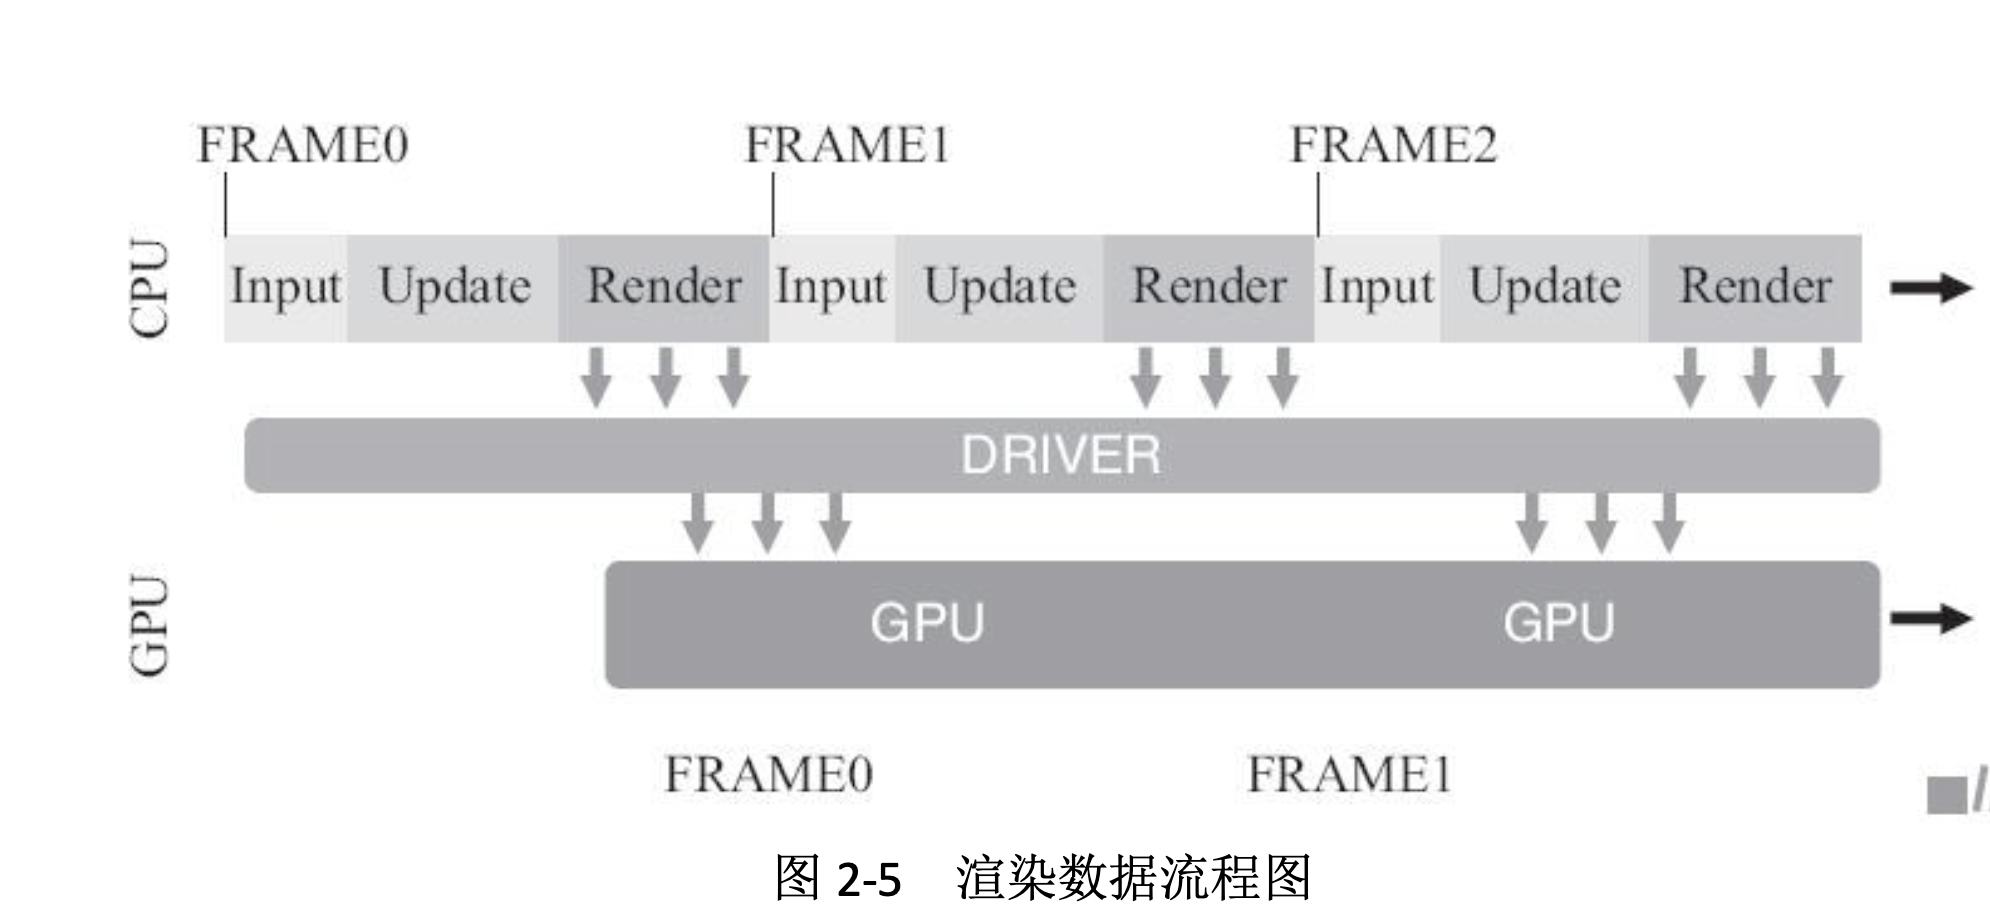 FRAME0 FRAME1 FRAME2
CPU
Input Update Render Input Update Render Input Update Render
DRIVER
GPU
GPU GPU
FRAME0 FRAME1
图 2-5 渲染数据流程图